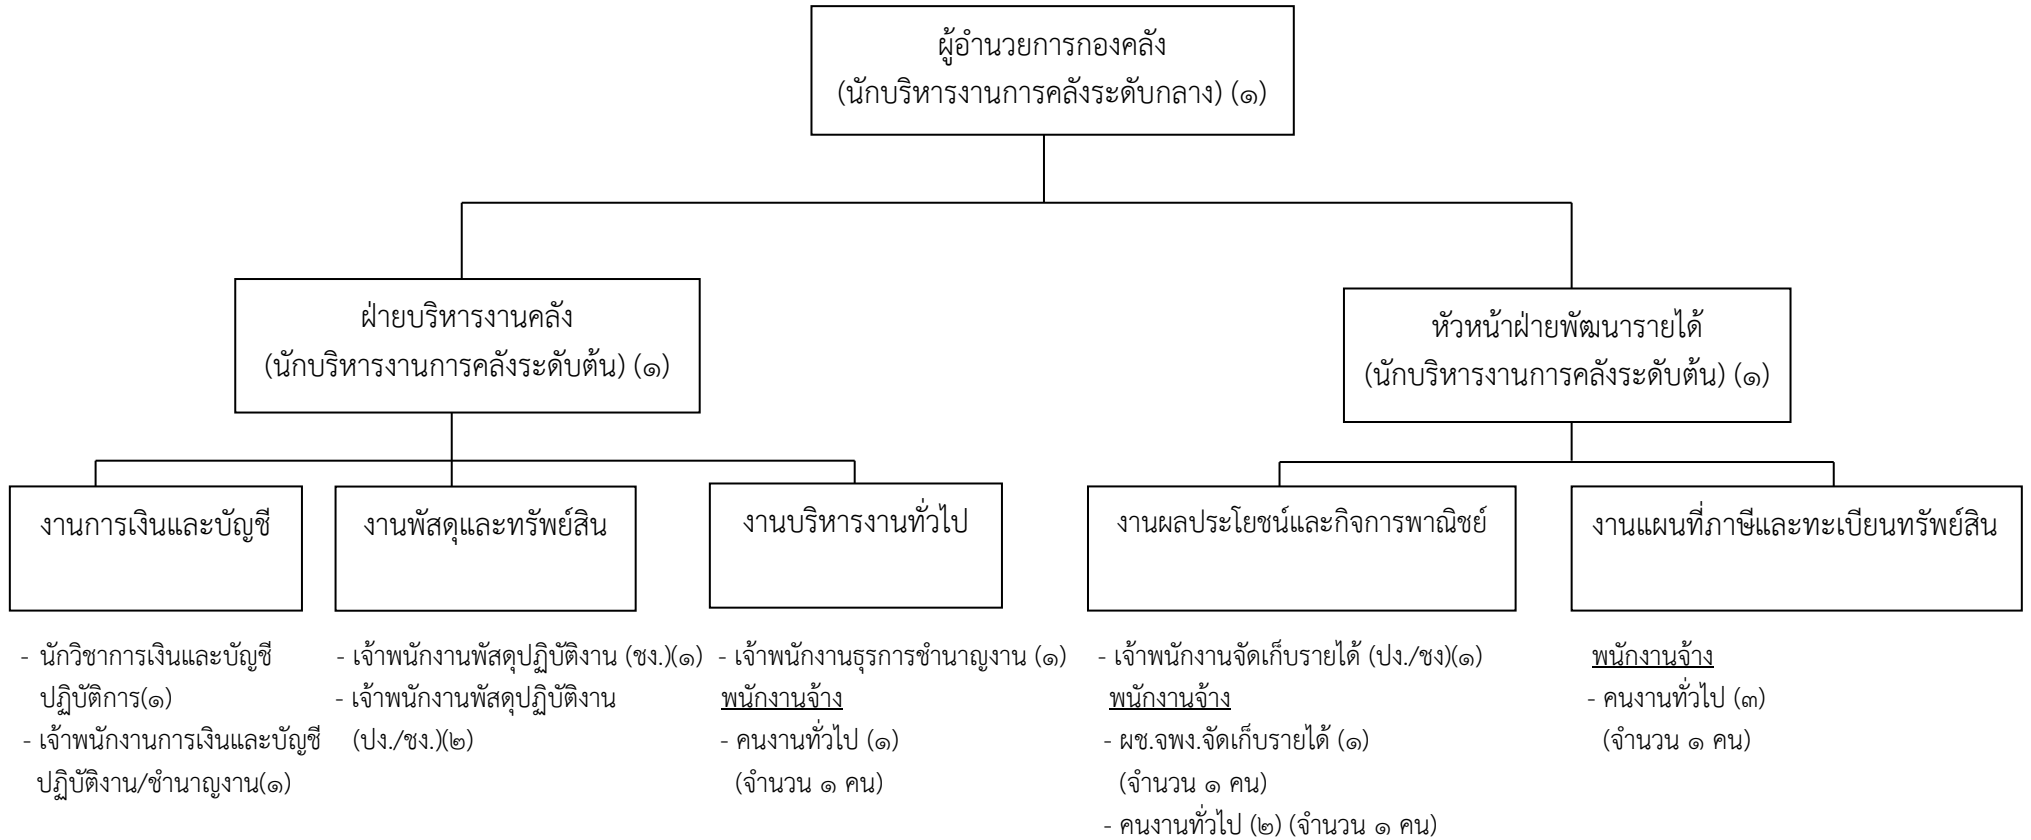 ผู้อำนวยการกองคลัง
(นักบริหารงานการคลังระดับกลาง) (๑)
ฝ่ายบริหารงานคลัง
(นักบริหารงานการคลังระดับต้น) (๑)
หัวหน้าฝ่ายพัฒนารายได้
(นักบริหารงานการคลังระดับต้น) (๑)
งานการเงินและบัญชี
งานพัสดุและทรัพย์สิน
งานบริหารงานทั่วไป
งานผลประโยชน์และกิจการพาณิชย์
งานแผนที่ภาษีและทะเบียนทรัพย์สิน
- นักวิชาการเงินและบัญชี
ปฏิบัติการ(๑)
- เจ้าพนักงานการเงินและบัญชี
ปฏิบัติงาน/ชำนาญงาน(๑)
- เจ้าพนักงานพัสดุปฏิบัติงาน (ชง.)(๑)
- เจ้าพนักงานพัสดุปฏิบัติงาน
(ปง./ชง.)(๒)
- เจ้าพนักงานธุรการชำนาญงาน (๑)
พนักงานจ้าง
- คนงานทั่วไป (๑)
(จำนวน ๑ คน)
- เจ้าพนักงานจัดเก็บรายได้ (ปง./ชง)(๑)
พนักงานจ้าง
- ผช.จพง.จัดเก็บรายได้ (๑)
(จำนวน ๑ คน)
- คนงานทั่วไป (๒) (จำนวน ๑ คน)
พนักงานจ้าง
- คนงานทั่วไป (๓)
(จำนวน ๑ คน)